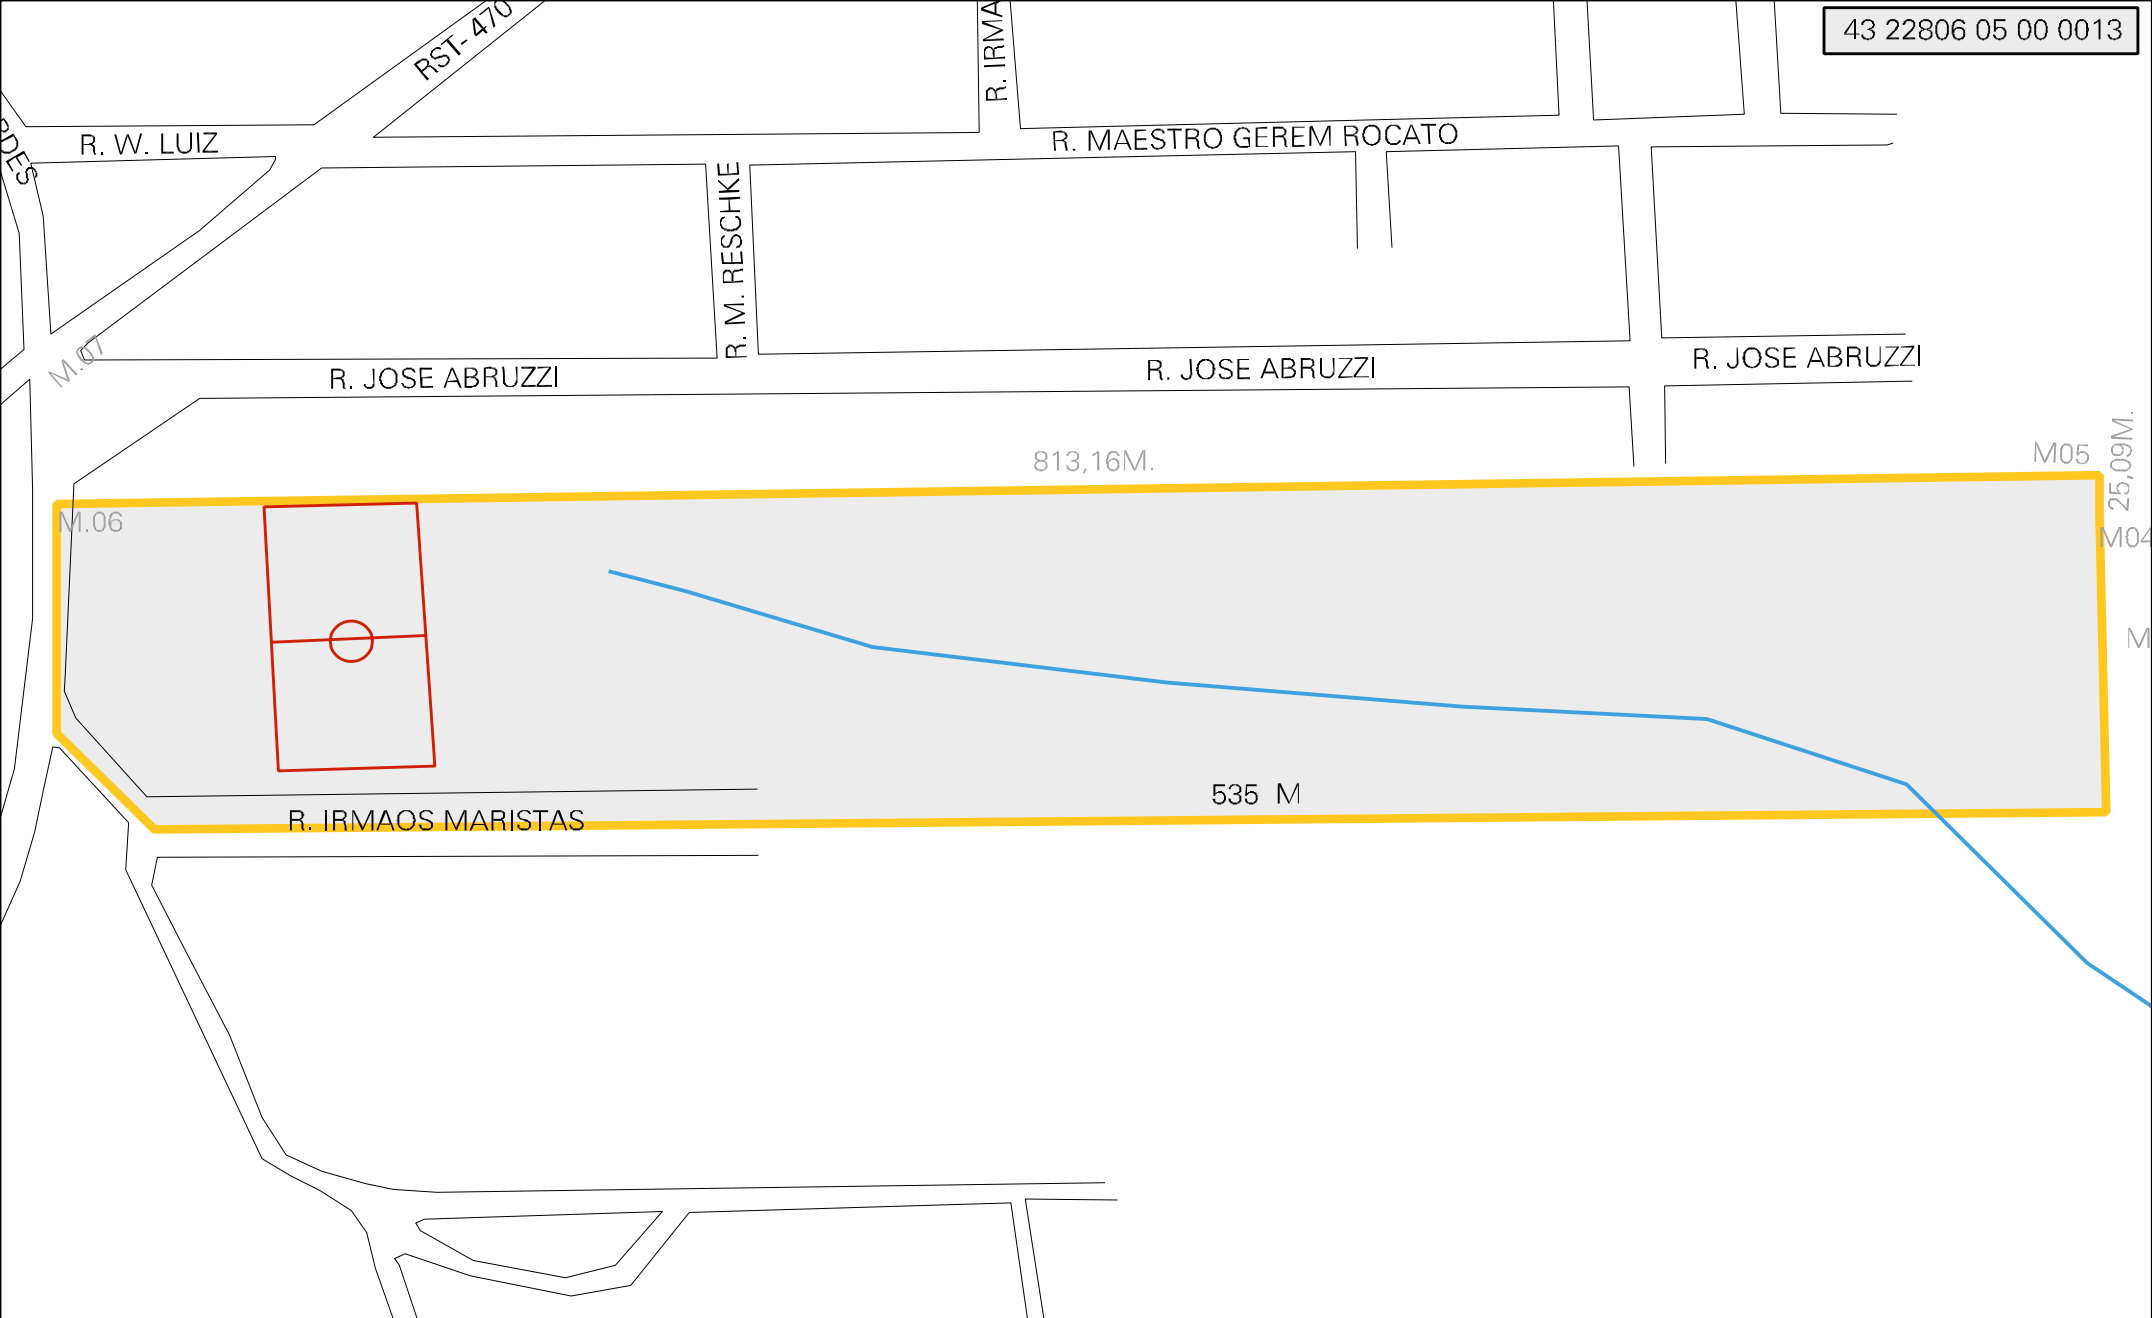 RST- 470
R. IRMA
43 22806 05 00 0013
RDES
R. W. LUIZ
R. MAESTRO GEREM ROCATO
R. M. RESCHKE
M.07
R. JOSE ABRUZZI
R. JOSE ABRUZZI
R. JOSE ABRUZZI
813,16M.
M05
25,09M.
M.06
M04
M
535 M
R. IRMAOS MARISTAS